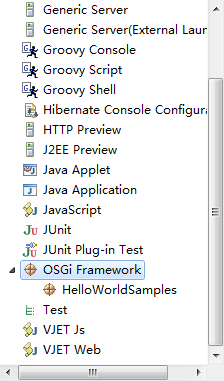 Generic Server
Generic Server(External Laun
Groovy Console
Groovy Script
Groovy Shell
Hibernate Console Configura
HTTP Preview
J2EE Preview
Java Applet
Java Application
JavaScript
JUnit
JUnit Plug-in Test
OSGi Framework
HelloWorldSamples
Test
VJET Js
VJET Web